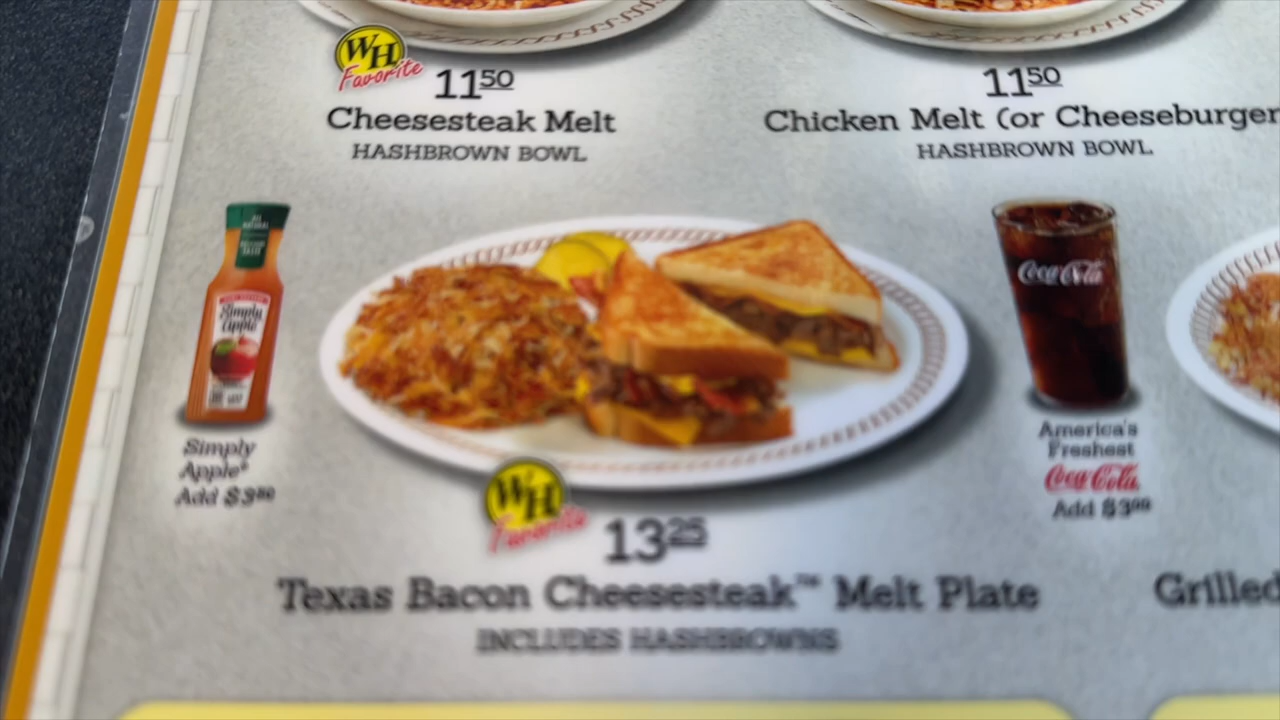 WH
Favorite
11 50
11 50
Cheesesteak Melt
Chicken Melt (or Cheeseburger
HASHBROWN BOWL
HASHBROWN BOWL
Simply
Apple
Coca-Cola
Simply
Apple®
Add $3
America's
Freshest
Coca-Cola
Add $3
WH
Favorite
13 25
Texas Bacon Cheesesteak™ Melt Plate
Grilled
INCLUDES HASHBROWNS